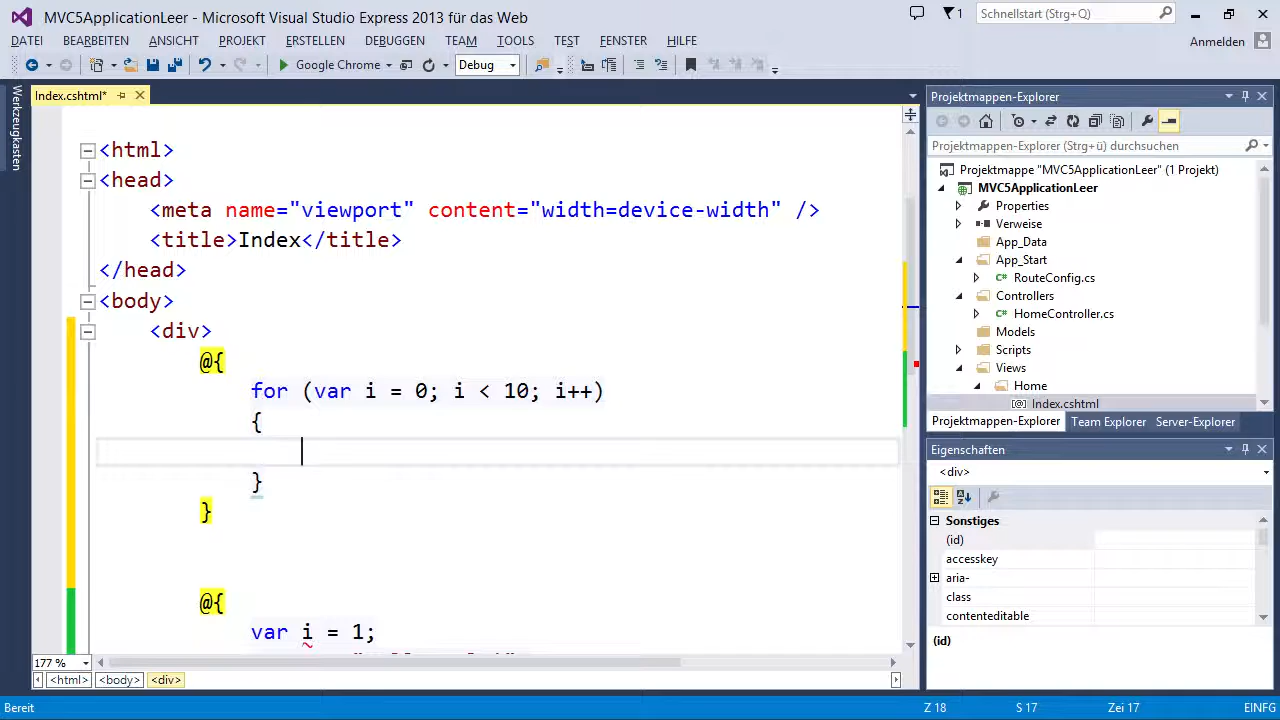 MVC5ApplicationLeer - Microsoft Visual Studio Express 2013 für das Web
1
Schnellstart (Strg+Q)
DATEI BEARBEITEN ANSICHT PROJEKT ERSTELLEN DEBUGGEN TEAM TOOLS TEST FENSTER HILFE
Anmelden
Google Chrome
Debug
Werkzeugkasten
Index.cshtml*
<html>
<head>
<meta name="viewport" content="width=device-width" />
<title>Index</title>
</head>
<body>
<div>
@{
for (var i = 0; i < 10; i++)
{
}
}
@{
var i = 1;
177 %
<html> <body> <div>
Projektmappen-Explorer
Projektmappen-Explorer (Strg+ü) durchsuchen
Projektmappe "MVC5ApplicationLeer" (1 Projekt)
MVC5ApplicationLeer
Properties
Verweise
App_Data
App_Start
C# RouteConfig.cs
Controllers
C# HomeController.cs
Models
Scripts
Views
Home
[@] Index.cshtml
Projektmappen-Explorer Team Explorer Server-Explorer
Eigenschaften
<div>
Sonstiges
(id)
accesskey
aria-
class
contenteditable
(id)
Bereit
Z 18 S 17 Zei 17 EINFG